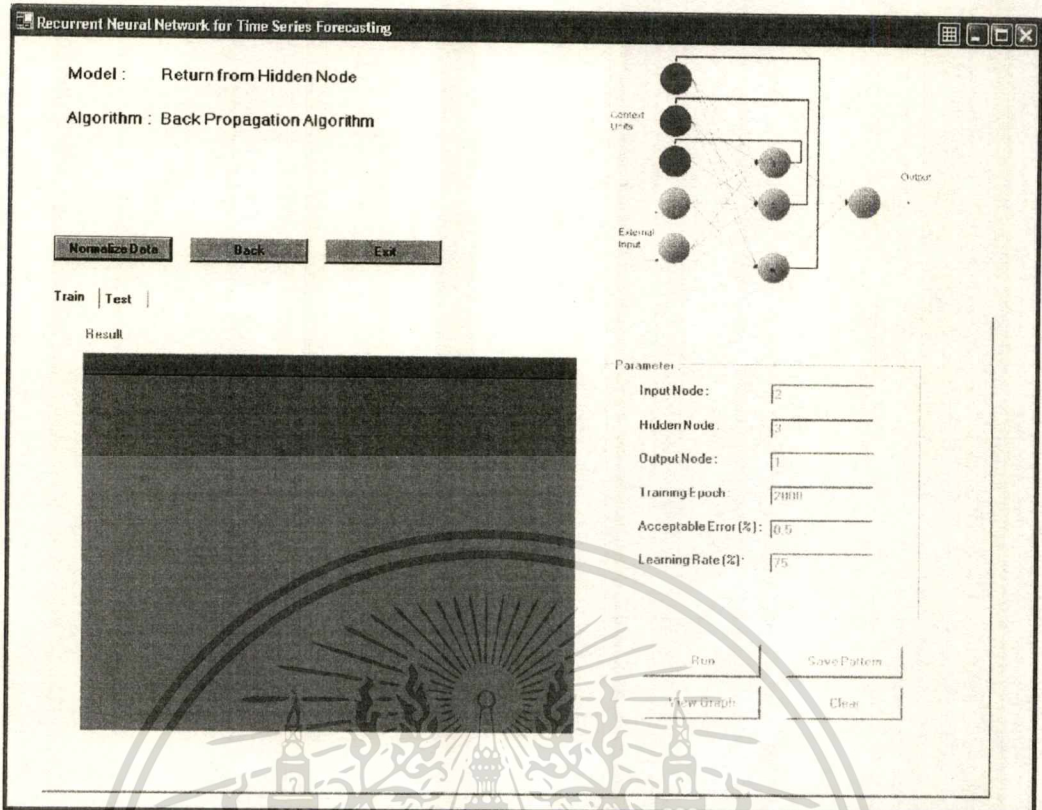 Recurrent Neural Network for Time Series Forecasting
Model : Return from Hidden Node
Algorithm : Back Propagation Algorithm
Context Units
External Input
Output
Normalize Data Back Exit
Train Test
Result
Parameter
Input Node : 2
Hidden Node : 3
Output Node : 1
Training Epoch : 2000
Acceptable Error (%) : 0.5
Learning Rate (%) : 75
Run Save Pattern
View Graph Clear